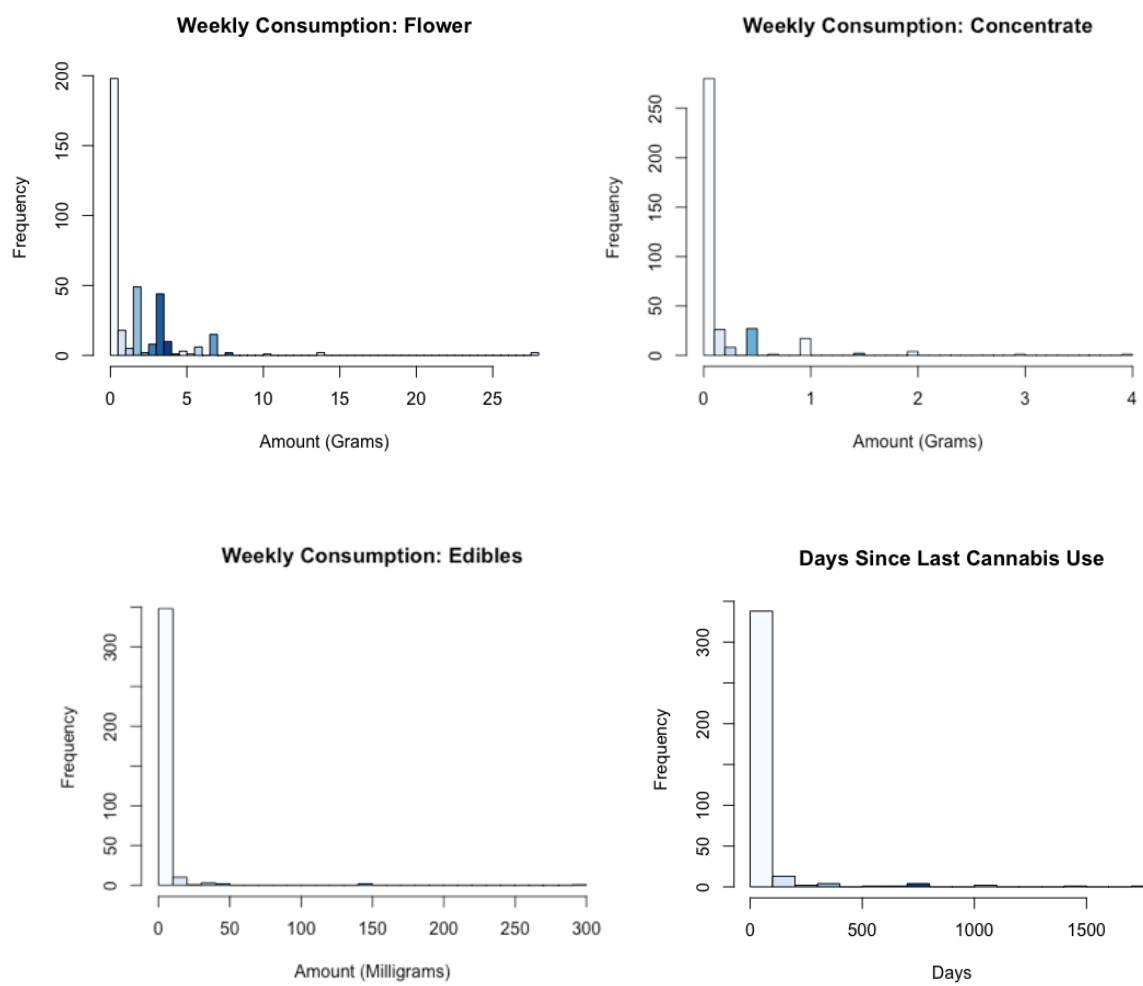 Weekly Consumption: Flower
Frequency
0 50 100 150 200
0 5 10 15 20 25
Amount (Grams)
Weekly Consumption: Concentrate
Frequency
0 50 100 150 200 250
0 1 2 3 4
Amount (Grams)
Weekly Consumption: Edibles
Frequency
0 50 100 200 300
0 50 100 150 200 250 300
Amount (Milligrams)
Days Since Last Cannabis Use
Frequency
0 50 100 200 300
0 500 1000 1500
Days